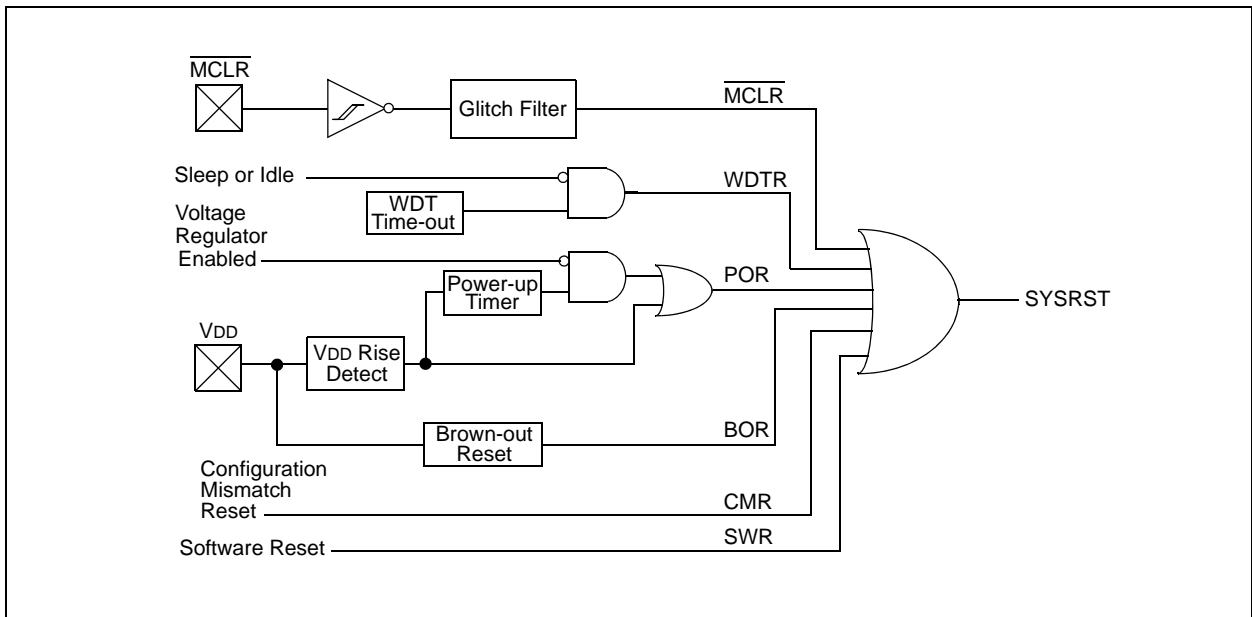 MCLR
Glitch Filter
MCLR
Sleep or Idle
WDTR
WDT
Time-out
Voltage
Regulator
Enabled
Power-up
Timer
POR
SYSRST
VDD
VDD Rise
Detect
Brown-out
Reset
BOR
Configuration
Mismatch
Reset
CMR
Software Reset
SWR